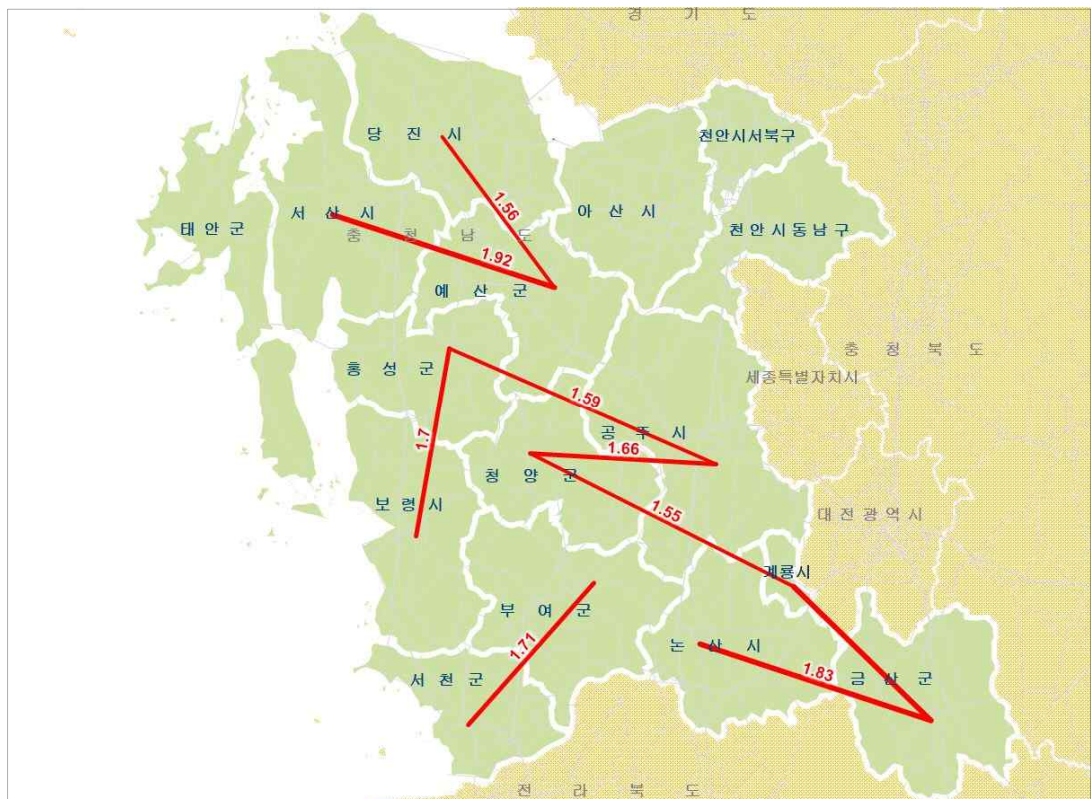 경 기 도
당 진 시
천안시서북구
1.56
서 산 시
아 산 시
태 안 군
충 청 남 도
천 안 시 동 남 구
1.92
예 산 군
충 청 북 도
홍 성 군
세종특별자치시
1.59
1.7
공 주 시
1.66
청 양 군
보 령 시
1.55
대 전 광 역 시
계룡시
부 여 군
1.71
논 산 시
1.83
서 천 군
금 산 군
전 라 북 도